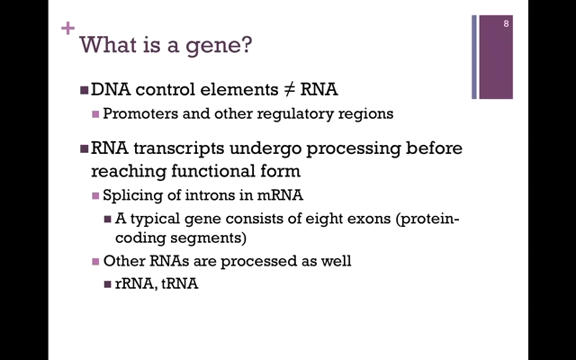 8
+
What is a gene?
■DNA control elements ≠ RNA
■Promoters and other regulatory regions
■RNA transcripts undergo processing before
reaching functional form
■Splicing of introns in mRNA
■A typical gene consists of eight exons (protein-
coding segments)
■Other RNAs are processed as well
■rRNA, tRNA